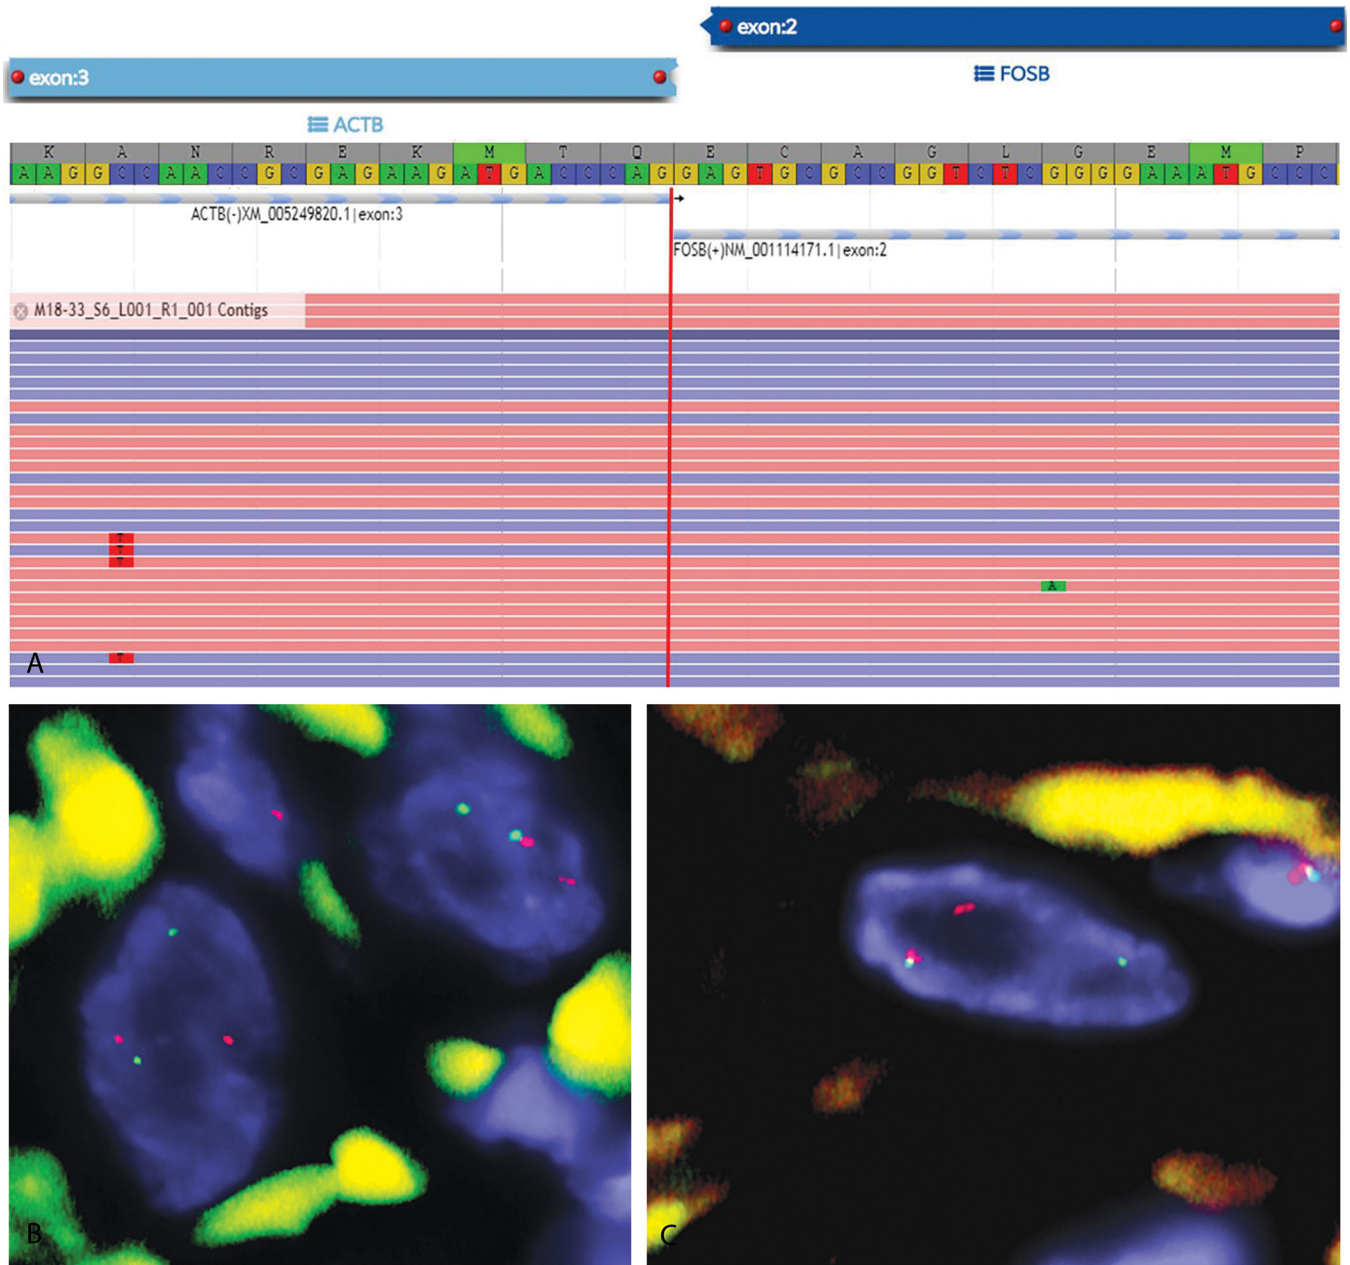 exon:2
FOSB
exon:3
ACTB
K A N R E K M T Q E C A G L G E M P
A A G G C C A A C C G C G A G A A G A T G A C C C A G G A G T G C G C C G G T C T C G G G G A A A T G C C C
ACTB(-)XM_005249820.1|exon:3
FOSB(+)NM_001114171.1|exon:2
M18-33_S6_L001_R1_001 Contigs
T
T
T
A
T
A
B
C